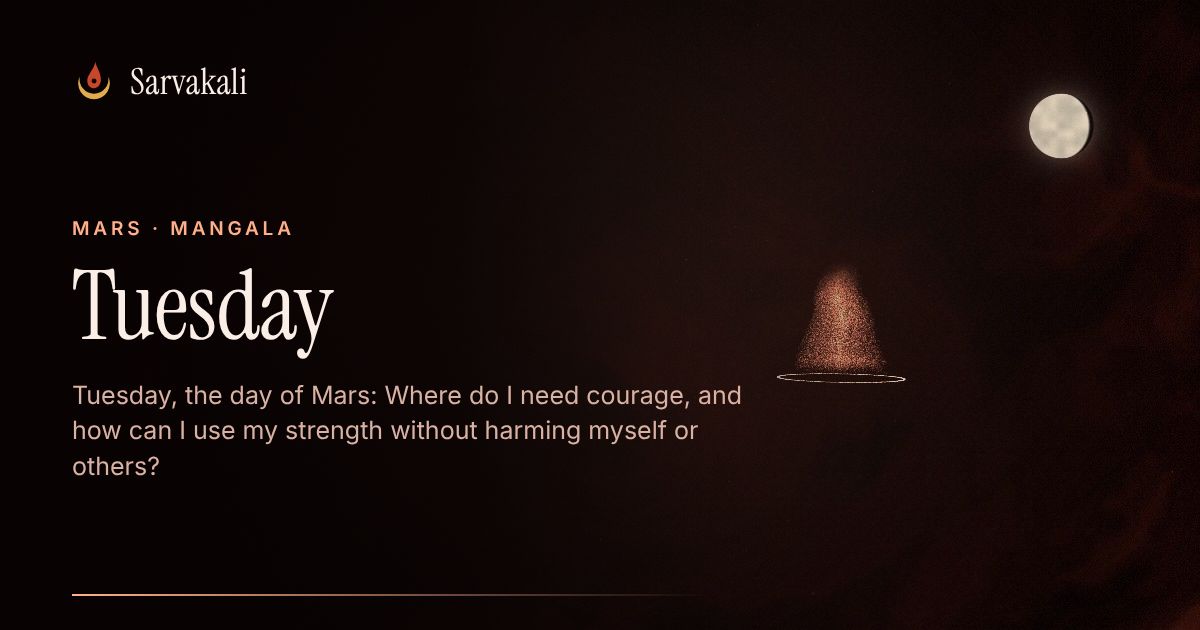 Sarvakali
MARS · MANGALA
Tuesday
Tuesday, the day of Mars: Where do I need courage, and
how can I use my strength without harming myself or
others?